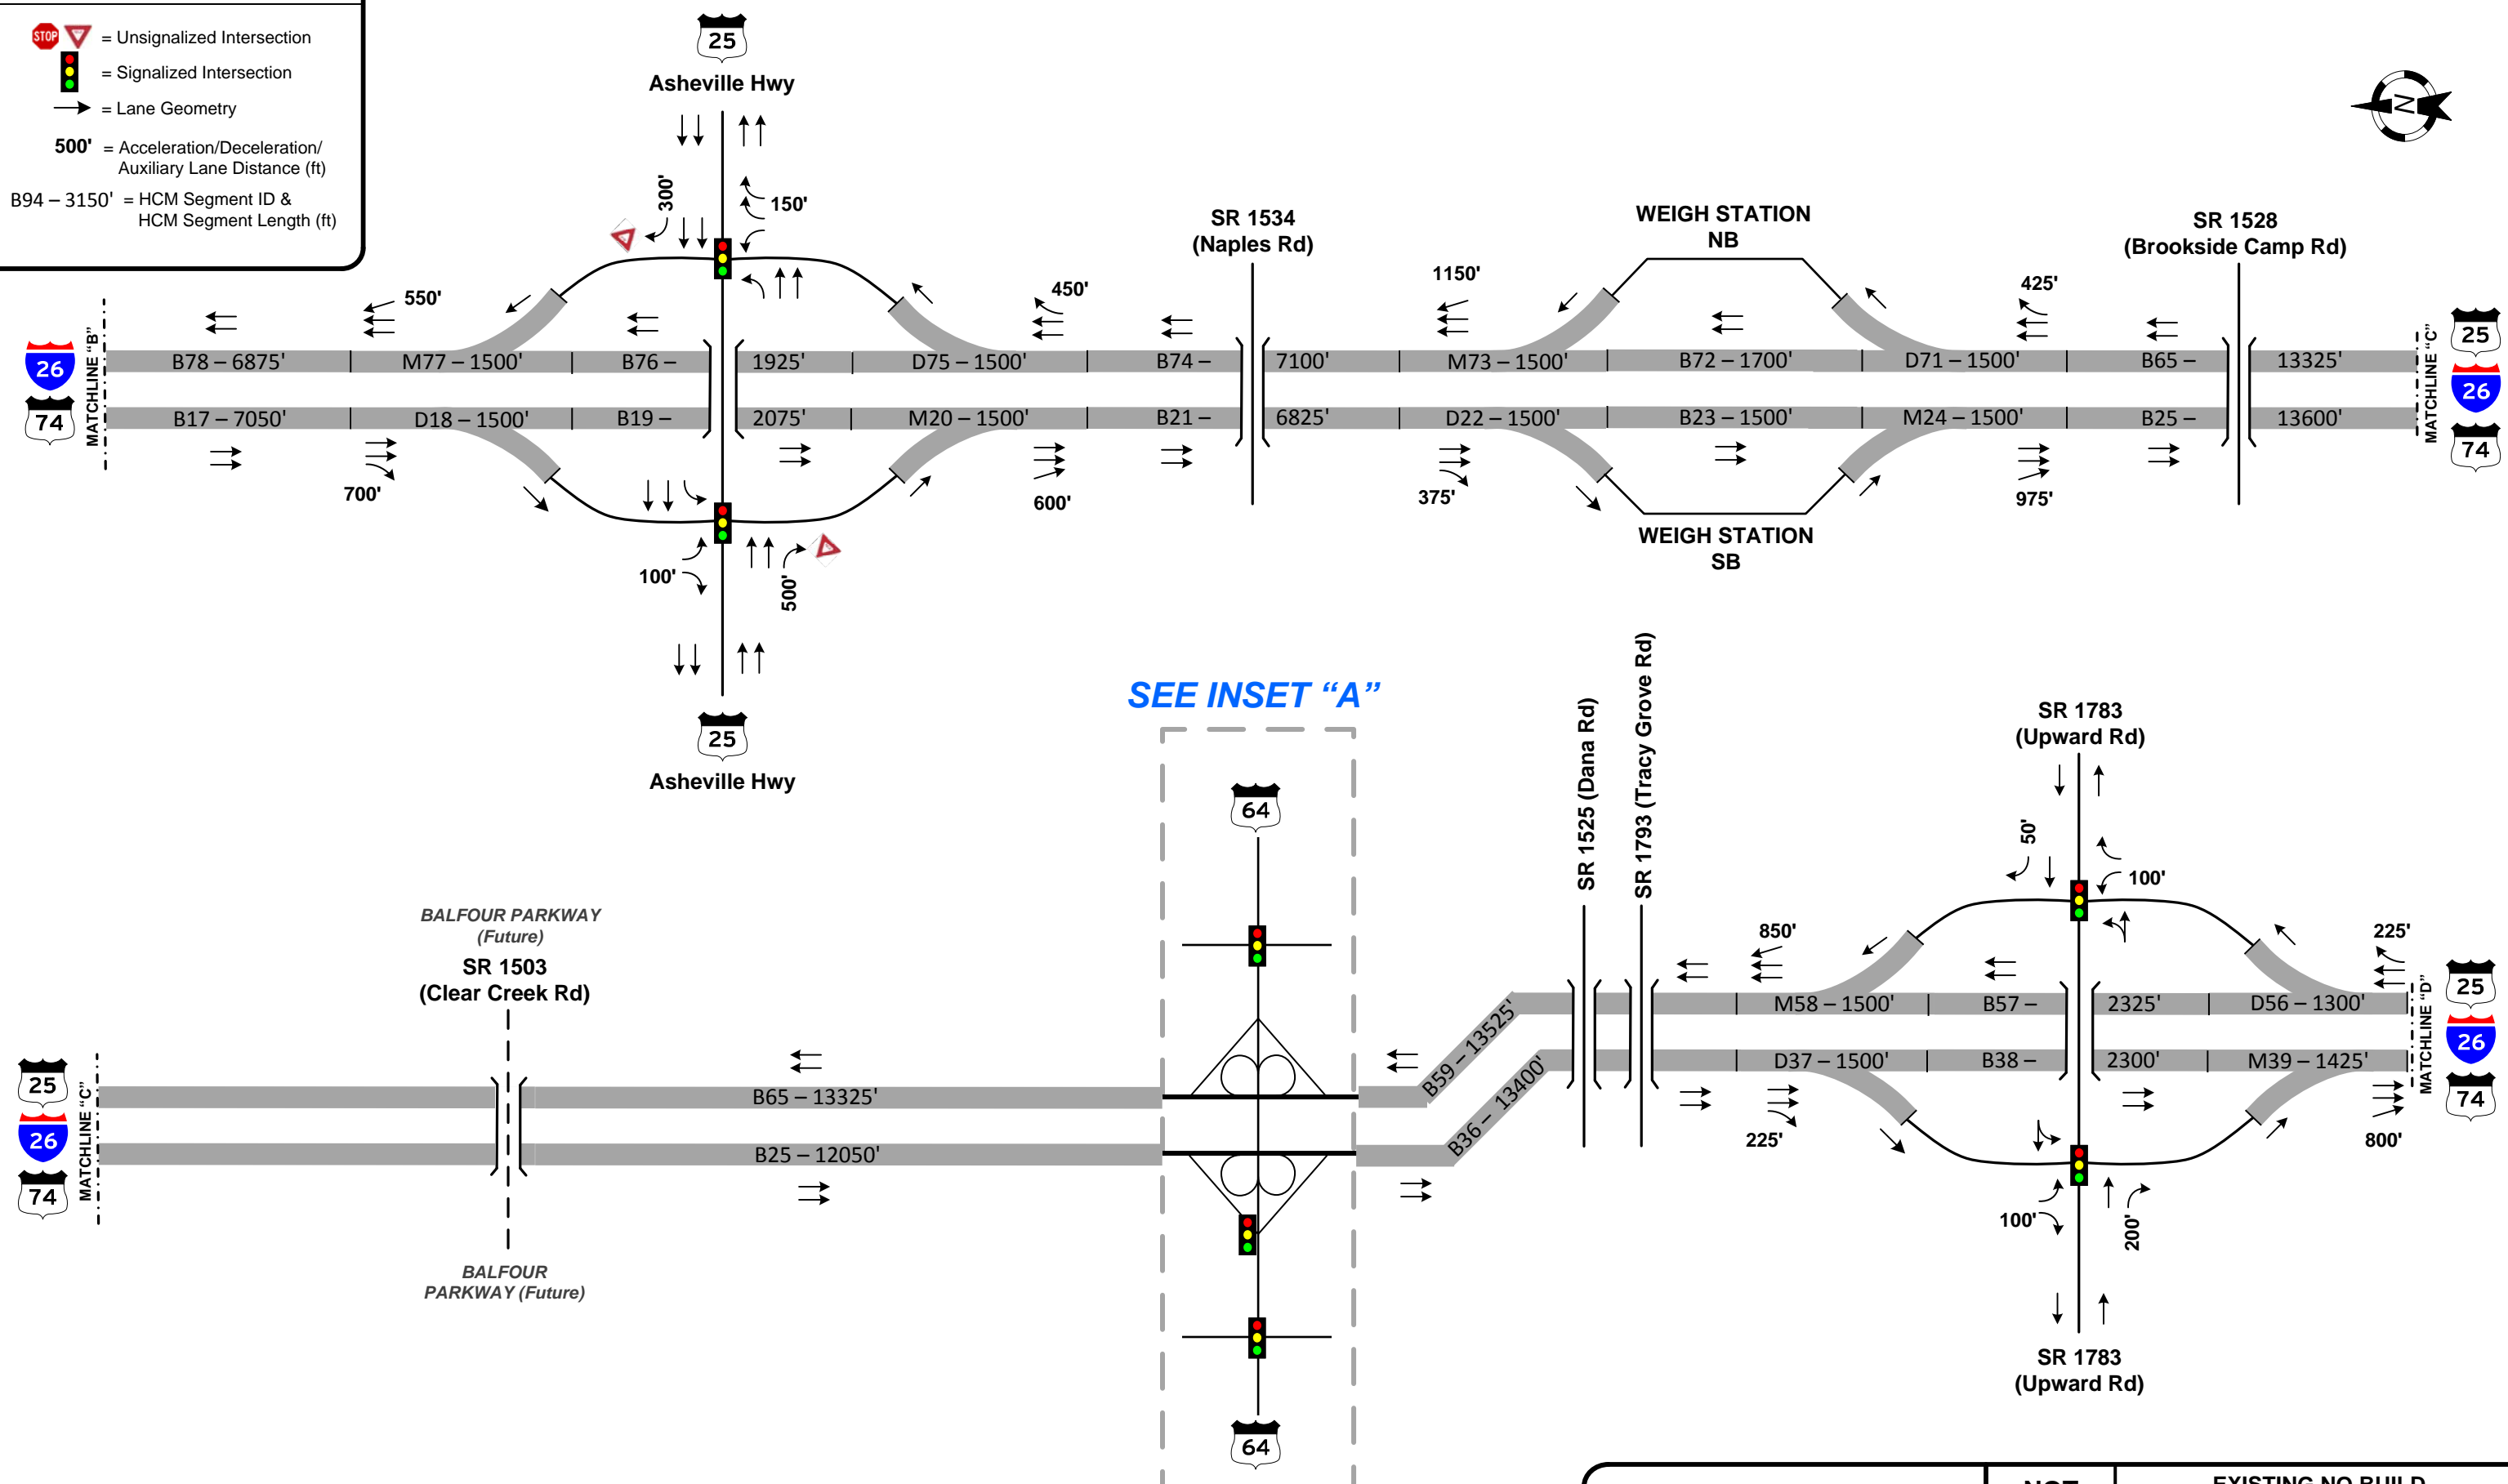 STOP = Unsignalized Intersection
= Signalized Intersection
= Lane Geometry
500' = Acceleration/Deceleration/
Auxiliary Lane Distance (ft)
B94 – 3150' = HCM Segment ID &
HCM Segment Length (ft)
25
Asheville Hwy
N
300'
150'
SR 1534
(Naples Rd)
WEIGH STATION
NB
SR 1528
(Brookside Camp Rd)
550'
450'
1150'
425'
26
74
MATCHLINE "B"
B78 – 6875'
M77 – 1500'
B76 –
1925'
D75 – 1500'
B74 –
7100'
M73 – 1500'
B72 – 1700'
D71 – 1500'
B65 –
13325'
MATCHLINE "C"
25
26
74
B17 – 7050'
D18 – 1500'
B19 –
2075'
M20 – 1500'
B21 –
6825'
D22 – 1500'
B23 – 1500'
M24 – 1500'
B25 –
13600'
700'
600'
375'
975'
WEIGH STATION
SB
100'
500'
25
Asheville Hwy
SEE INSET “A”
64
SR 1525 (Dana Rd)
SR 1793 (Tracy Grove Rd)
SR 1783
(Upward Rd)
50'
100'
BALFOUR PARKWAY
(Future)
SR 1503
(Clear Creek Rd)
850'
225'
25
26
74
MATCHLINE "C"
B65 – 13325'
B59 – 13525'
M58 – 1500'
B57 –
2325'
D56 – 1300'
MATCHLINE "D"
25
26
74
B25 – 12050'
B36 – 13400'
D37 – 1500'
B38 –
2300'
M39 – 1425'
225'
800'
100'
200'
BALFOUR
PARKWAY (Future)
SR 1783
(Upward Rd)
64
NOT
EXISTING NO BUILD